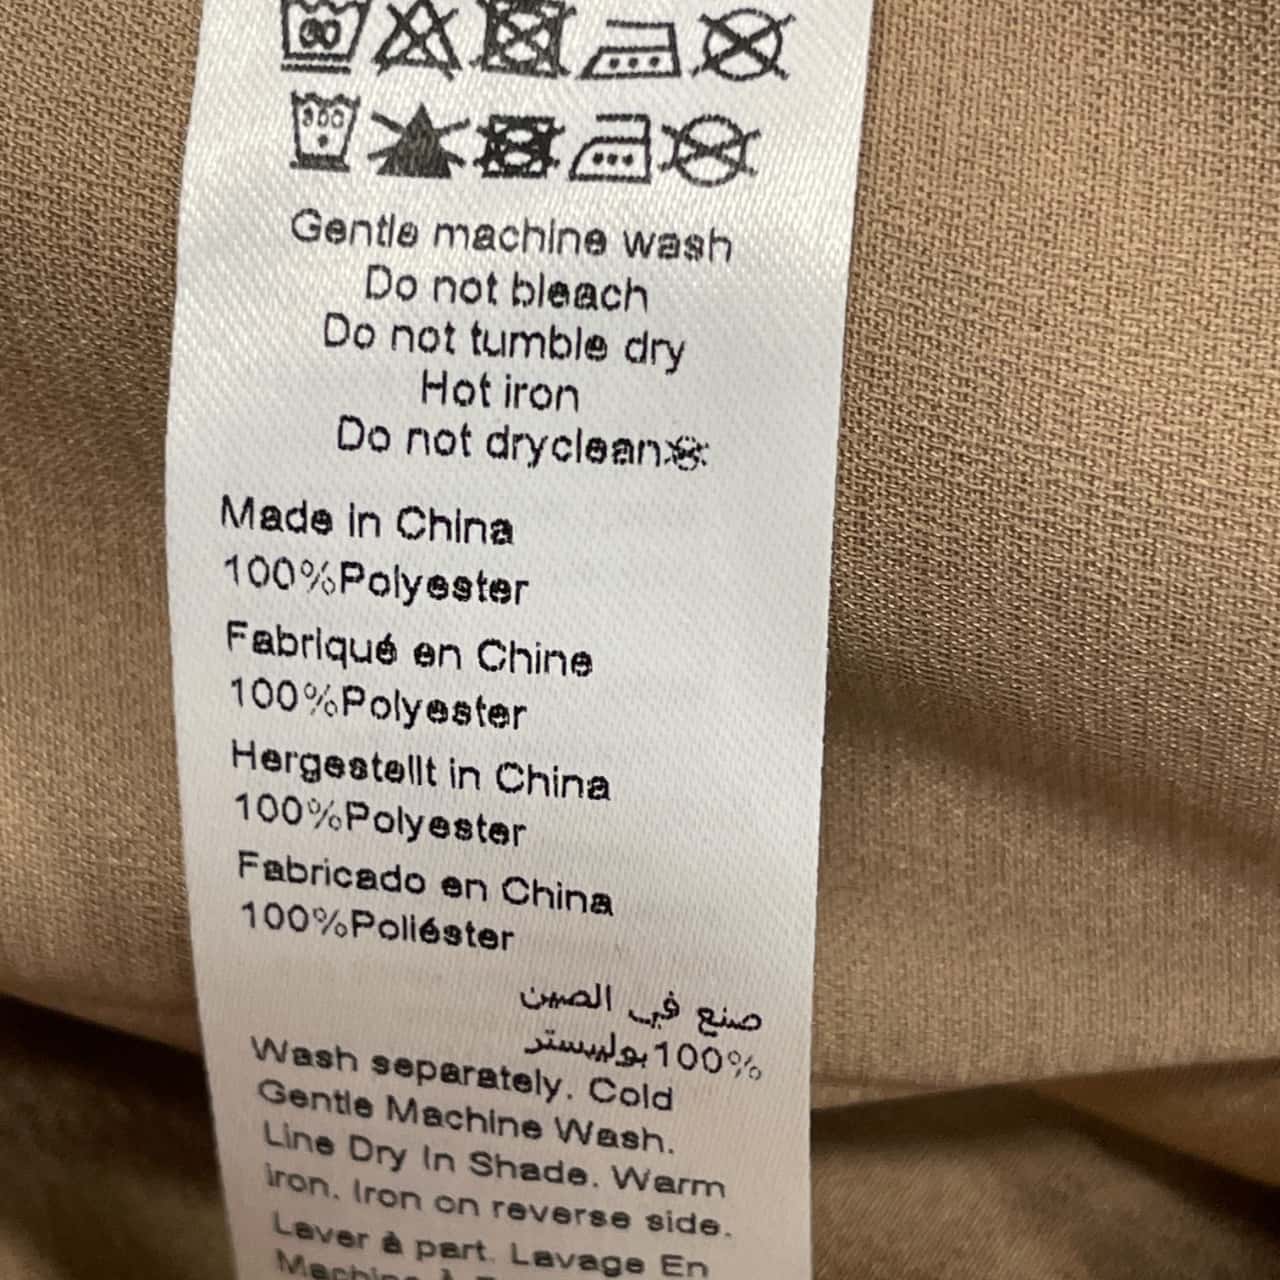 Gentle machine wash
Do not bleach
Do not tumble dry
Hot iron
Do not dryclean
Made in China
100%Polyester
Fabriqué en Chine
100%Polyester
Hergestellt in China
100%Polyester
Fabricado en China
100%Poliéster
صنع في الصين
100%بوليستر
Wash separately. Cold
Gentle Machine Wash.
Line Dry In Shade. Warm
iron. Iron on reverse side.
Laver à part. Lavage En
Machine à